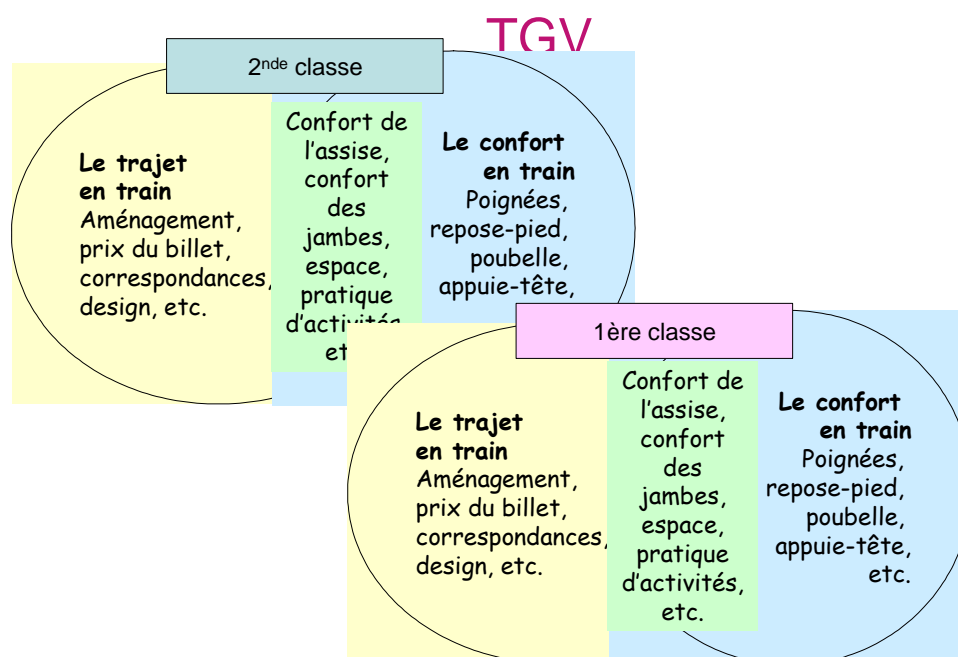 TGV
2nde classe
Le trajet
en train
Aménagement,
prix du billet,
correspondances,
design, etc.
Confort de
l'assise,
confort
des
jambes,
espace,
pratique
d'activités,
Le confort
en train
Poignées,
repose-pied,
poubelle,
appuie-tête,
1ère classe
Le trajet
en train
Aménagement,
prix du billet,
correspondances,
design, etc.
Confort de
l'assise,
confort
des
jambes,
espace,
pratique
d'activités,
etc.
Le confort
en train
Poignées,
repose-pied,
poubelle,
appuie-tête,
etc.